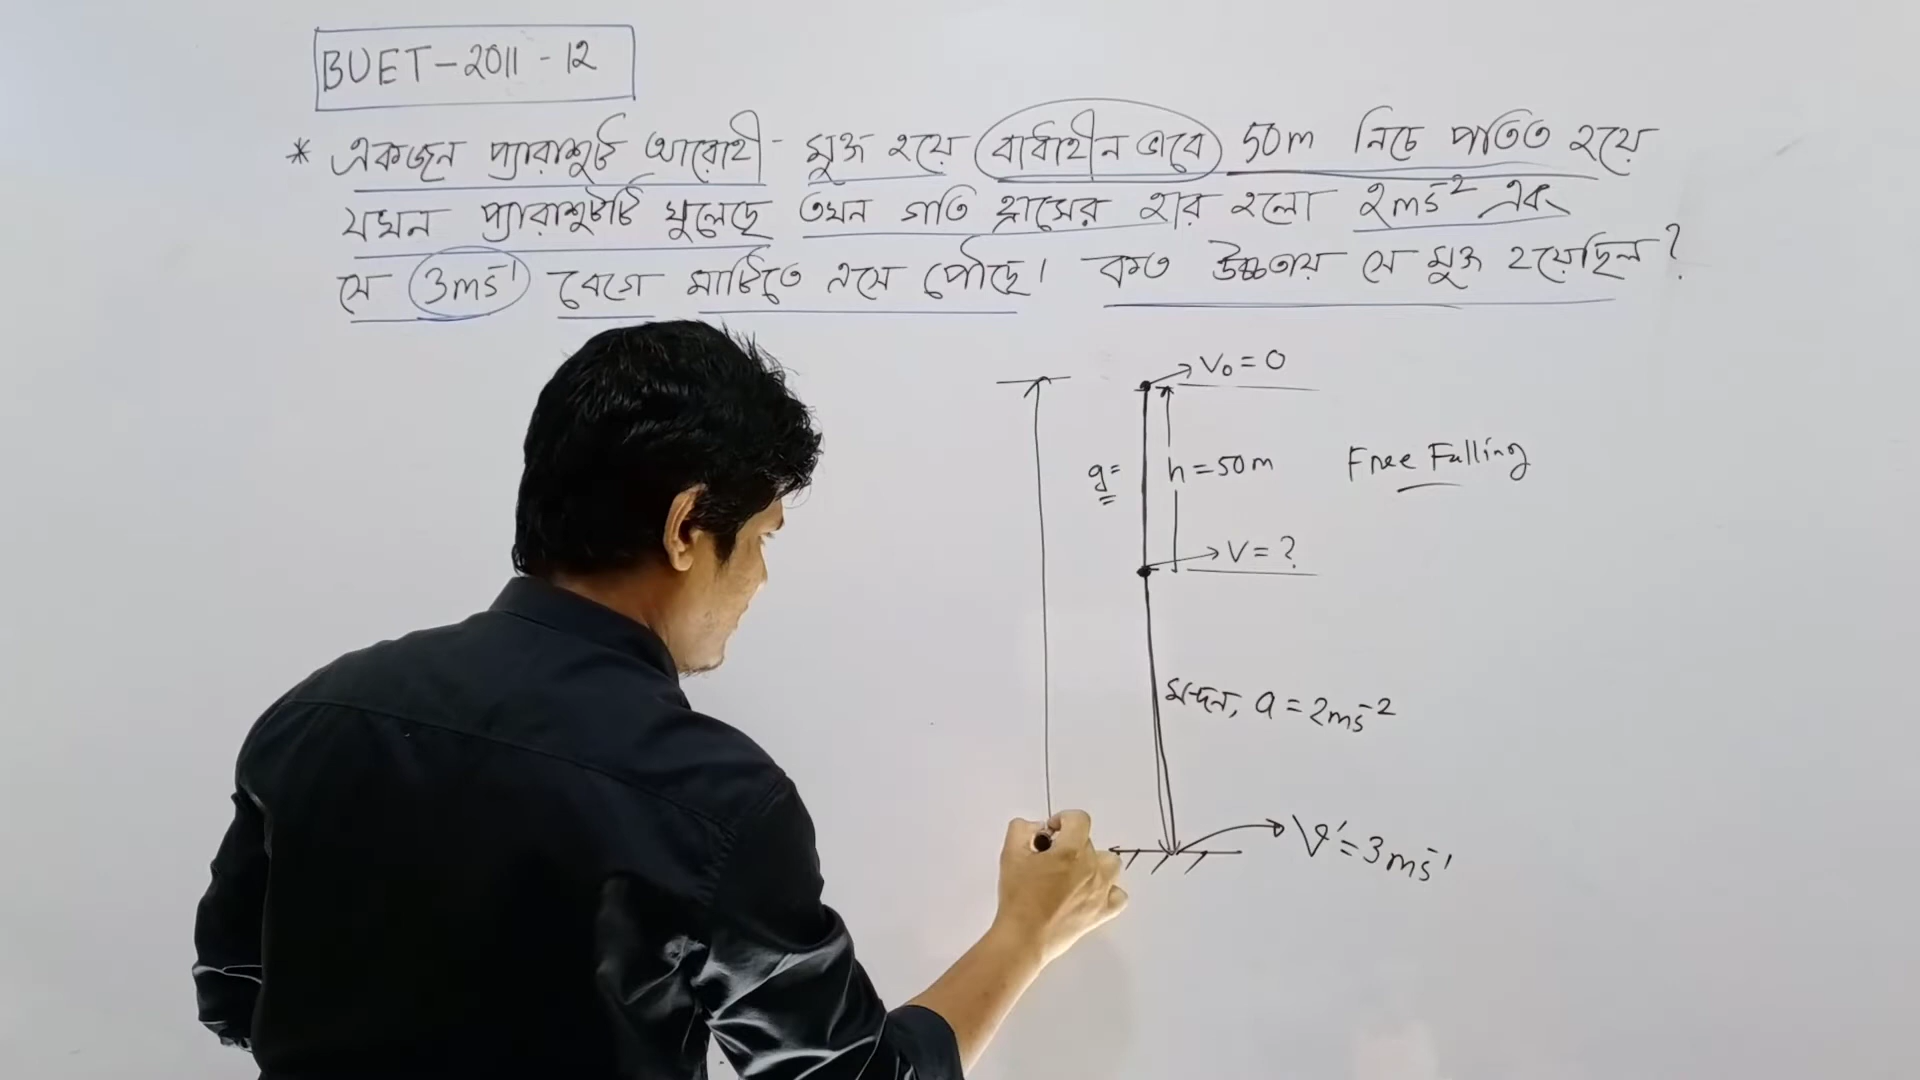 BUET-2011-12
* একজন প্যারাশুট আরোহী মুক্ত হয়ে বাধাহীন ভাবে 50m নিচে পতিত হয়ে
যখন প্যারাশুটটি খুলেছে তখন গতি হ্রাসের হার হলো 2ms⁻² এবং
সে 3ms⁻¹ বেগে মাটিতে এসে পৌঁছে। কত উচ্চতায় সে মুক্ত হয়েছিল?
V₀ = 0
g = h = 50m Free Falling
V = ?
মন্দন, a = 2ms⁻²
V′ = 3ms⁻¹